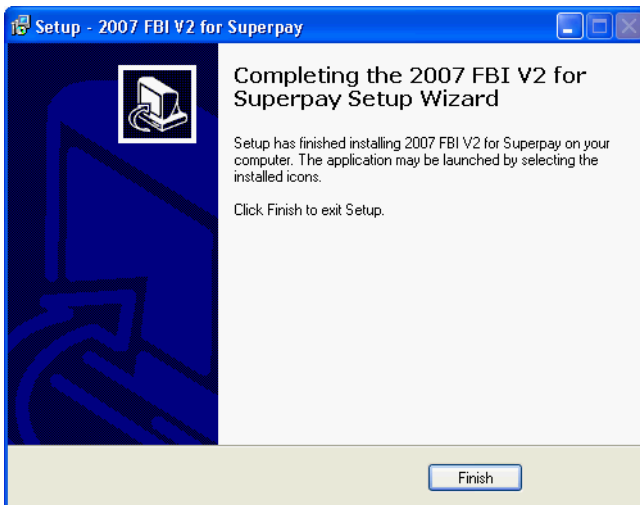 Setup - 2007 FBI V2 for Superpay
Completing the 2007 FBI V2 for
Superpay Setup Wizard
Setup has finished installing 2007 FBI V2 for Superpay on your
computer. The application may be launched by selecting the
installed icons.
Click Finish to exit Setup.
Finish